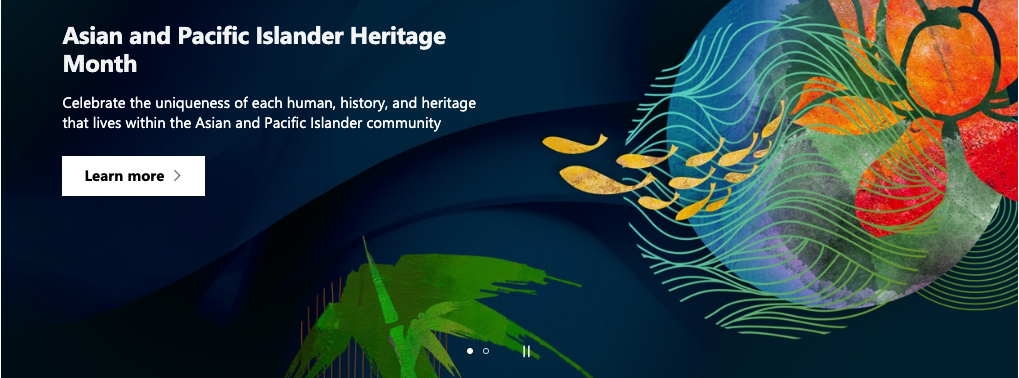 Asian and Pacific Islander Heritage
Month
Celebrate the uniqueness of each human, history, and heritage
that lives within the Asian and Pacific Islander community
Learn more